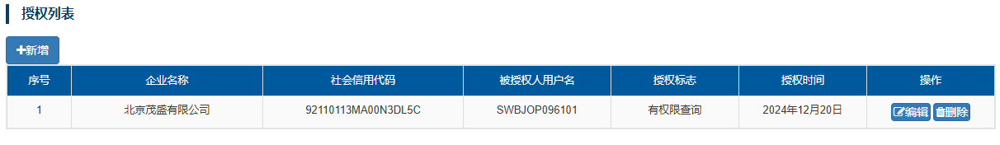 授权列表
新增
序号 企业名称 社会信用代码 被授权人用户名 授权标志 授权时间 操作
1 北京茂盛有限公司 92110113MA00N3DL5C SWBJOP096101 有权限查询 2024年12月20日 编辑 删除